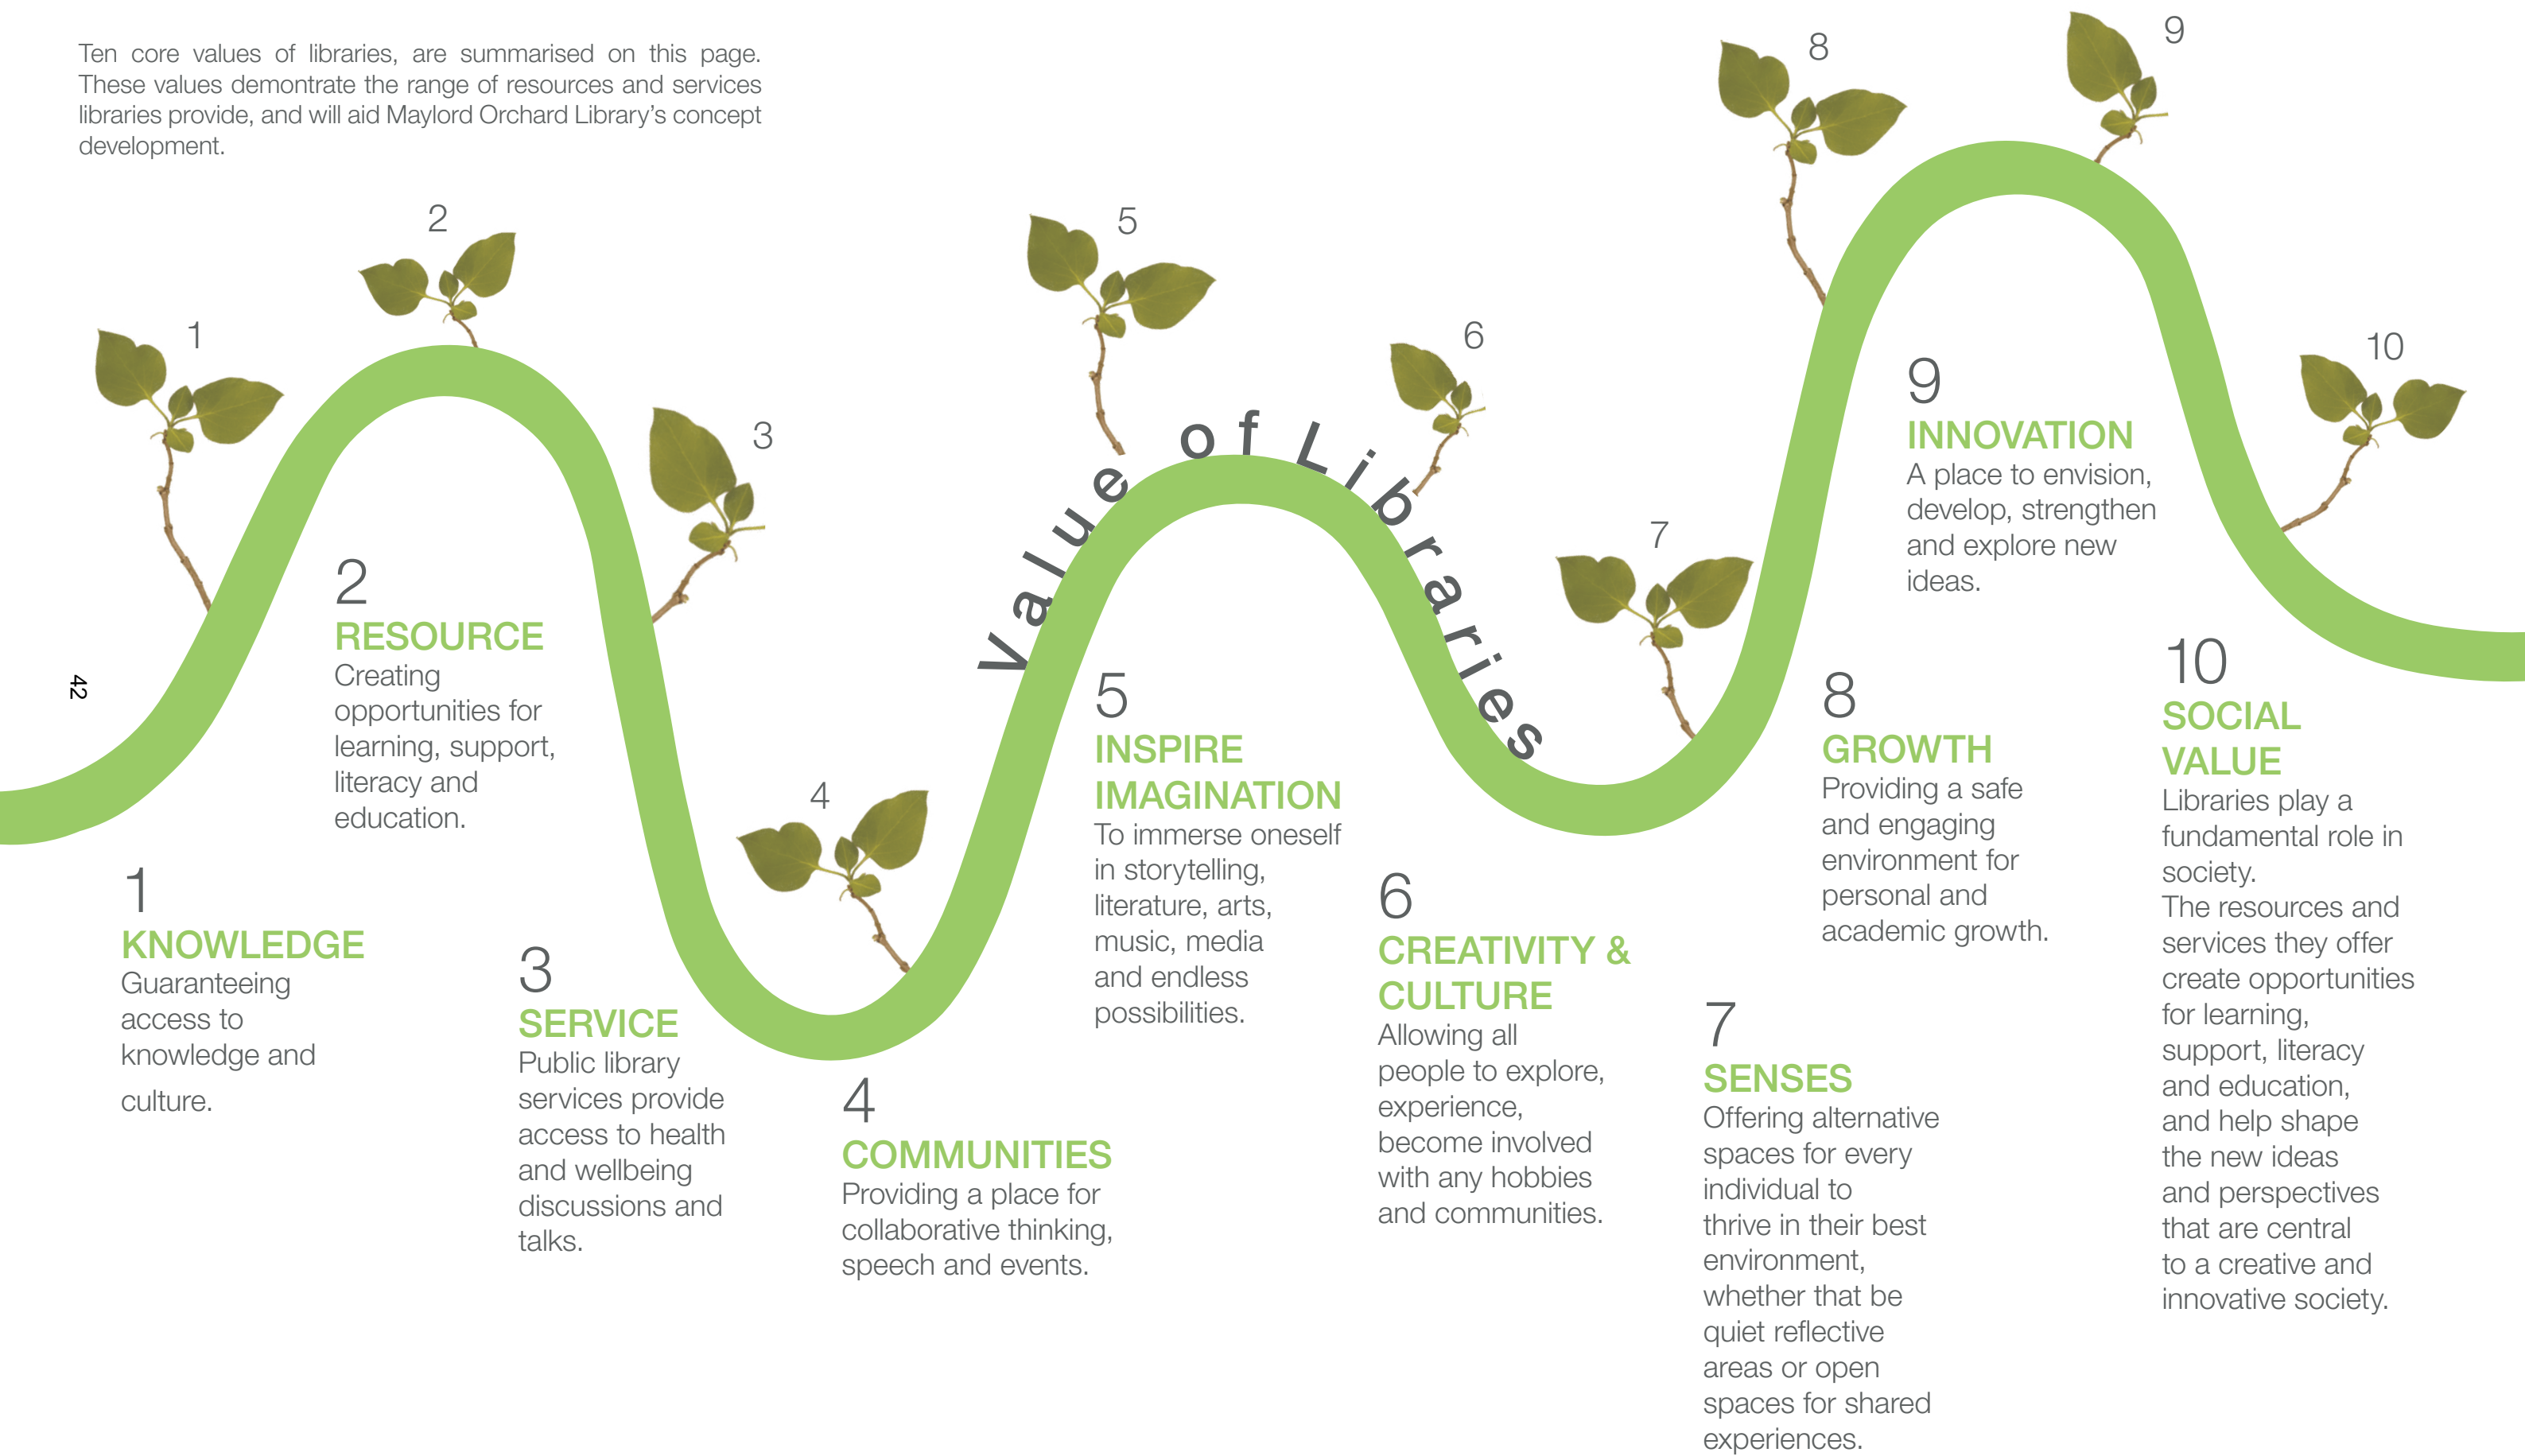 Ten core values of libraries, are summarised on this page.
These values demontrate the range of resources and services
libraries provide, and will aid Maylord Orchard Library's concept
development.
1
2
3
4
5
6
7
8
9
10
Value of Libraries
42
1
KNOWLEDGE
Guaranteeing
access to
knowledge and
culture.
2
RESOURCE
Creating
opportunities for
learning, support,
literacy and
education.
3
SERVICE
Public library
services provide
access to health
and wellbeing
discussions and
talks.
4
COMMUNITIES
Providing a place for
collaborative thinking,
speech and events.
5
INSPIRE
IMAGINATION
To immerse oneself
in storytelling,
literature, arts,
music, media
and endless
possibilities.
6
CREATIVITY &
CULTURE
Allowing all
people to explore,
experience,
become involved
with any hobbies
and communities.
7
SENSES
Offering alternative
spaces for every
individual to
thrive in their best
environment,
whether that be
quiet reflective
areas or open
spaces for shared
experiences.
8
GROWTH
Providing a safe
and engaging
environment for
personal and
academic growth.
9
INNOVATION
A place to envision,
develop, strengthen
and explore new
ideas.
10
SOCIAL
VALUE
Libraries play a
fundamental role in
society.
The resources and
services they offer
create opportunities
for learning,
support, literacy
and education,
and help shape
the new ideas
and perspectives
that are central
to a creative and
innovative society.